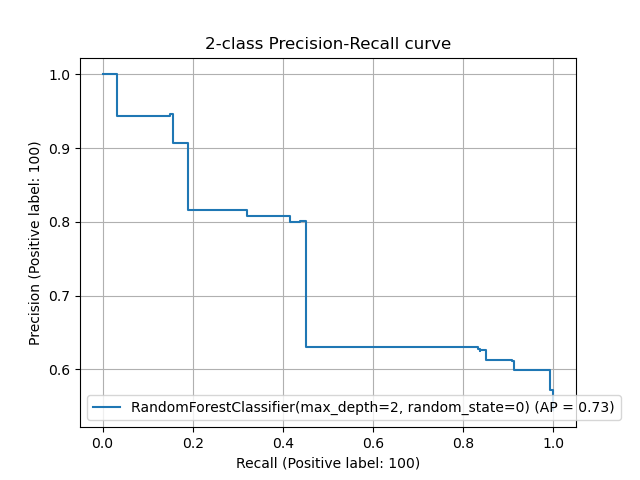 2-class Precision-Recall curve
Precision (Positive label: 100)
1.0
0.9
0.8
0.7
0.6
RandomForestClassifier(max_depth=2, random_state=0) (AP = 0.73)
0.0 0.2 0.4 0.6 0.8 1.0
Recall (Positive label: 100)